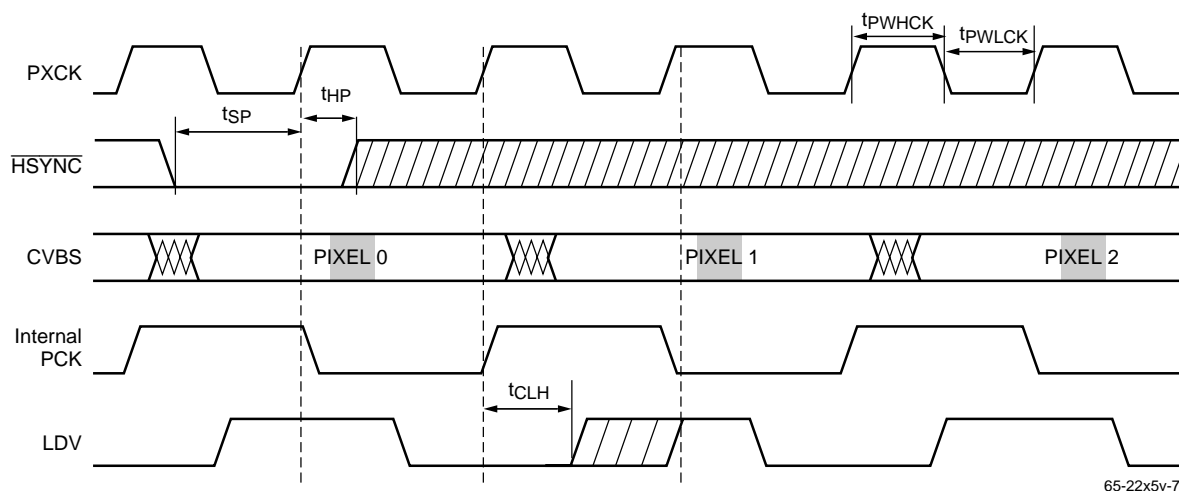 tPWHCK
tPWLCK
PXCK
tHP
tSP
HSYNC
CVBS
PIXEL 0
PIXEL 1
PIXEL 2
Internal
PCK
tCLH
LDV
65-22x5v-7